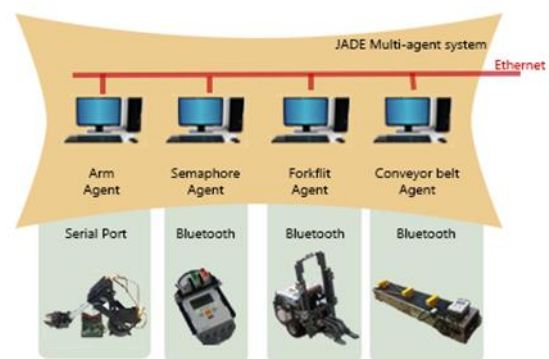 JADE Multi-agent system
Ethernet
Arm
Agent
Semaphore
Agent
Forkflit
Agent
Conveyor belt
Agent
Serial Port
Bluetooth
Bluetooth
Bluetooth